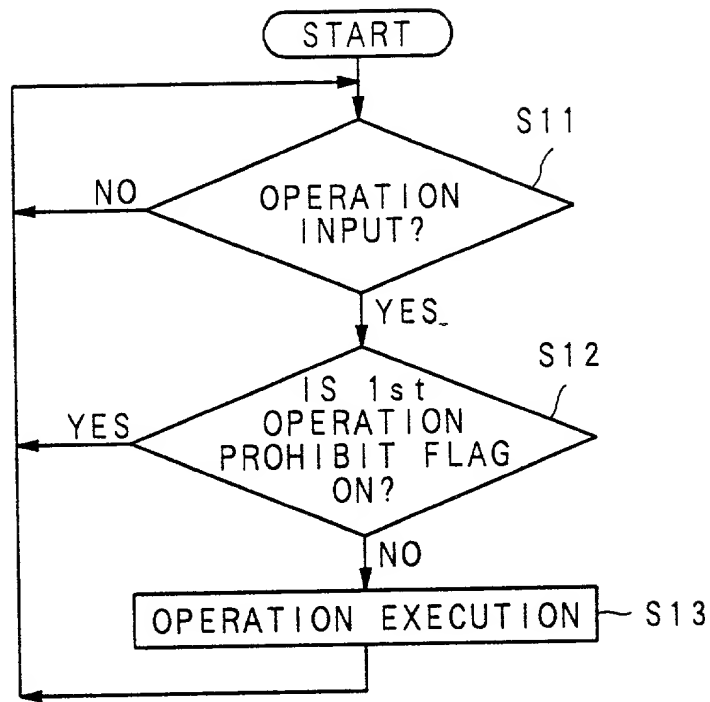 START
S11
NO
OPERATION
INPUT?
YES
S12
IS 1st
YES
OPERATION
PROHIBIT FLAG
ON?
NO
OPERATION EXECUTION
S13